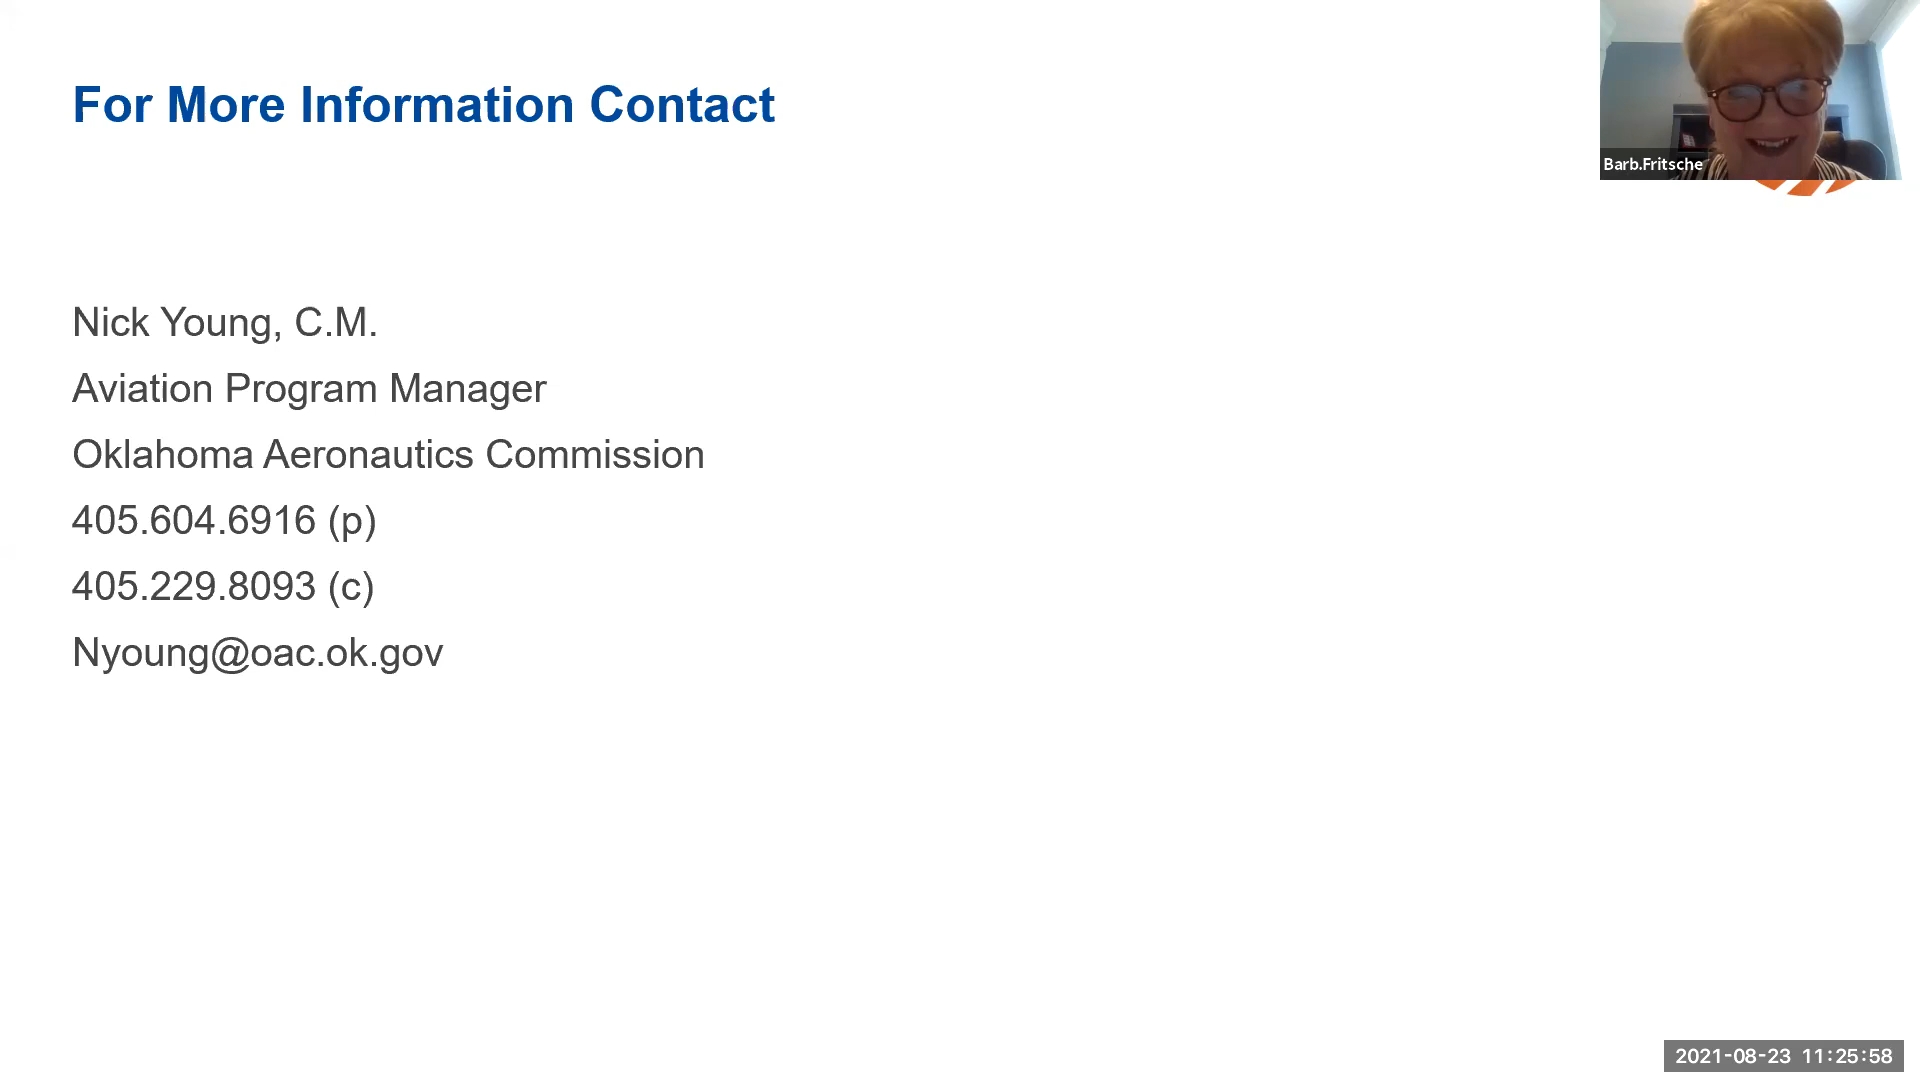 For More Information Contact
Barb.Fritsche
Nick Young, C.M.
Aviation Program Manager
Oklahoma Aeronautics Commission
405.604.6916 (p)
405.229.8093 (c)
Nyoung@oac.ok.gov
2021-08-23 11:25:58